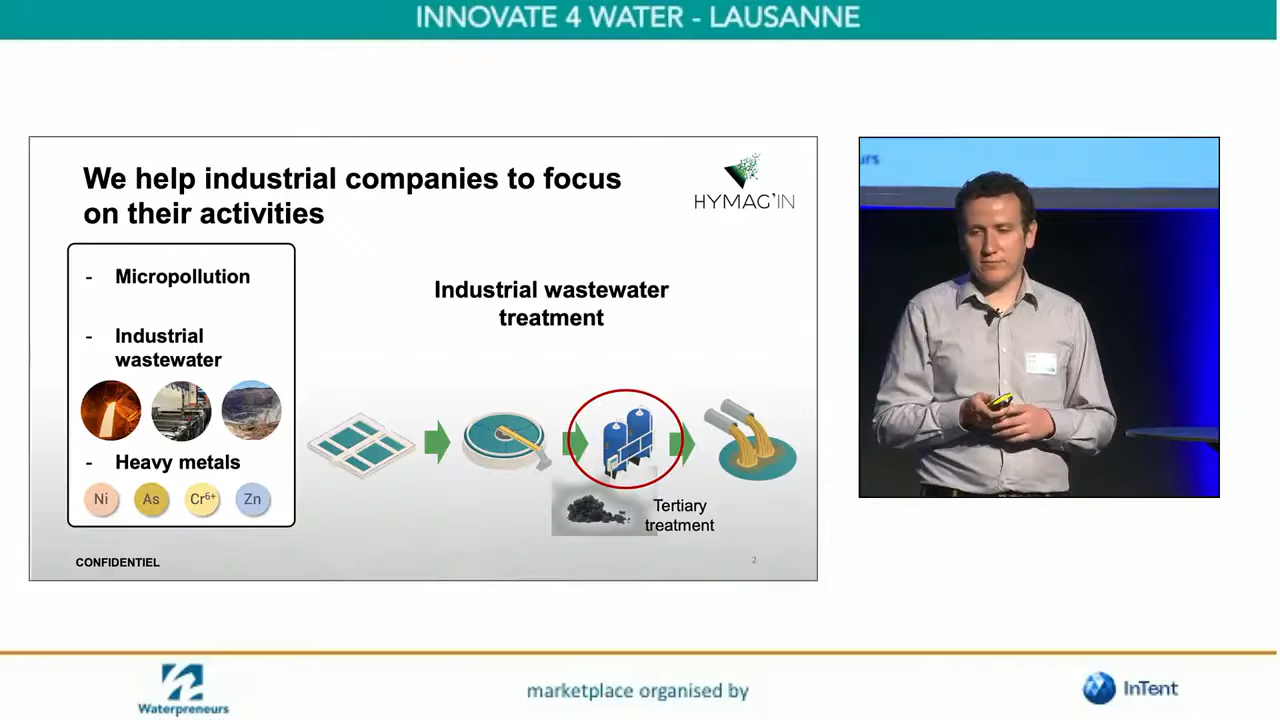 INNOVATE 4 WATER - LAUSANNE
We help industrial companies to focus
on their activities
HYMAG'IN
- Micropollution
- Industrial
wastewater
- Heavy metals
Ni As Cr6+ Zn
Industrial wastewater
treatment
Tertiary
treatment
CONFIDENTIEL
2
urs
Waterpreneurs
marketplace organised by
InTent